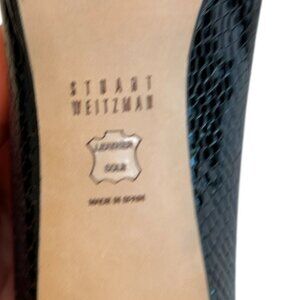 STUART
WEITZMAN
LEATHER
SOLE
MADE IN SPAIN